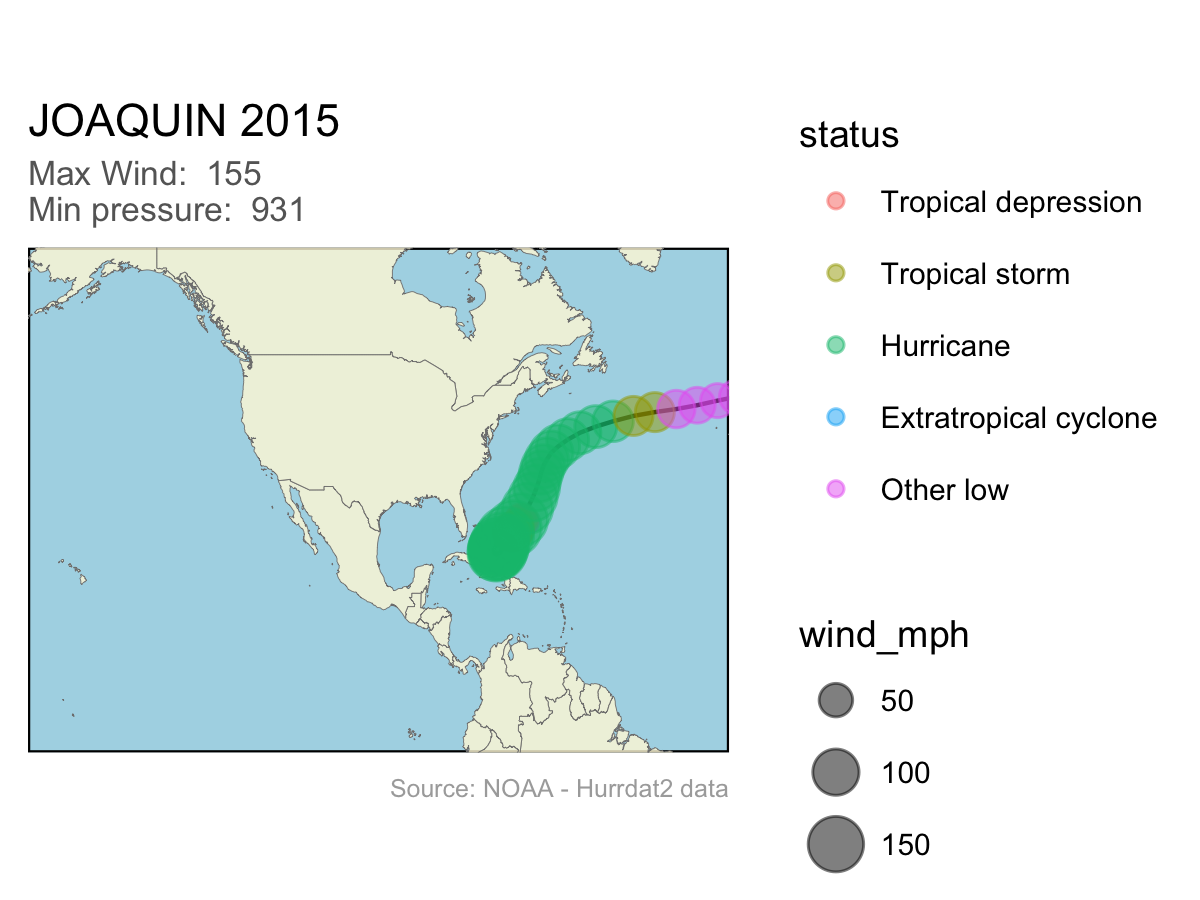 JOAQUIN 2015
Max Wind:  155
Min pressure:  931
status
Tropical depression
Tropical storm
Hurricane
Extratropical cyclone
Other low
wind_mph
50
100
150
Source: NOAA - Hurrdat2 data